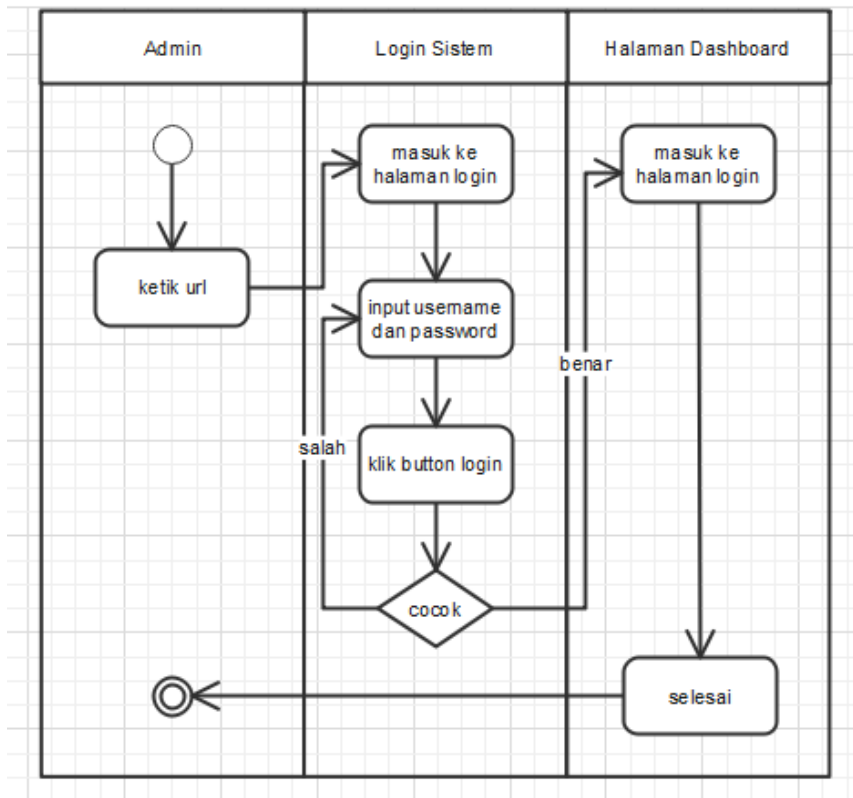 Admin
Login Sistem
Halaman Dashboard
masuk ke
halaman login
masuk ke
halaman login
ketik url
input username
dan password
benar
salah
klik button login
cocok
selesai